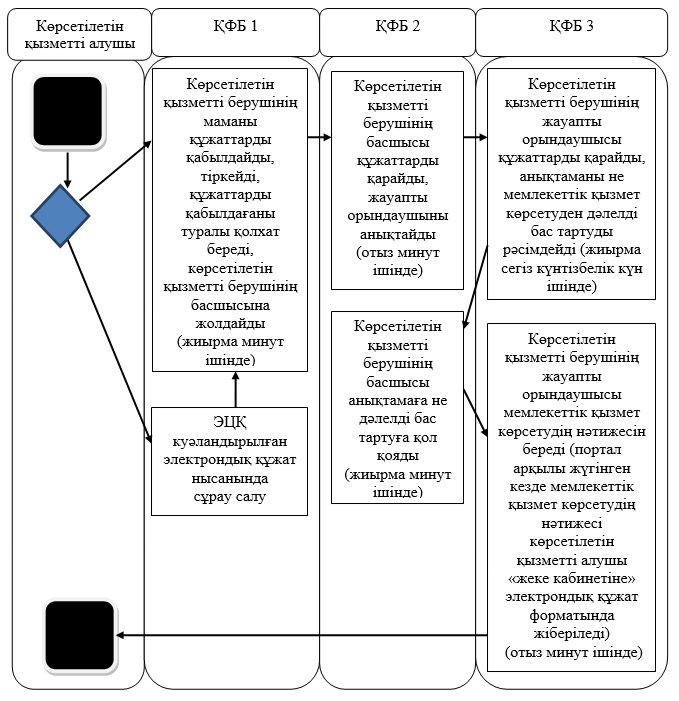 Көрсетілетін
қызметті алушы
ҚФБ 1
ҚФБ 2
ҚФБ 3
Көрсетілетін
қызметті берушінің
маманы
құжаттарды
қабылдайды,
тіркейді,
құжаттарды
қабылдағаны
туралы қолхат
береді,
көрсетілетін
қызметті берушінің
басшысына
жолдайды
(жиырма минут
ішінде)
ЭЦҚ
куәландырылған
электрондық құжат
нысанында
сұрау салу
Көрсетілетін
қызметті
берушінің
басшысы
құжаттарды
қарайды,
жауапты
орындаушыны
анықтайды
(отыз минут
ішінде)
Көрсетілетін
қызметті
берушінің
басшысы
анықтамаға не
дәлелді бас
тартуға қол
қояды
(жиырма минут
ішінде)
Көрсетілетін
қызметті берушінің
жауапты
орындаушысы
құжаттарды қарайды,
анықтаманы не
мемлекеттік қызмет
көрсетуден дәлелді
бас тартуды
рәсімдейді (жиырма
сегіз күнтізбелік күн
ішінде)
Көрсетілетін
қызметті берушінің
жауапты
орындаушысы
мемлекеттік қызмет
көрсетудің нәтижесін
береді (портал
арқылы жүгінген
кезде мемлекеттік
қызмет көрсетудің
нәтижесі
көрсетілетін
қызметті алушы
«жеке кабинетіне»
электрондық құжат
форматында
жіберіледі)
(отыз минут ішінде)